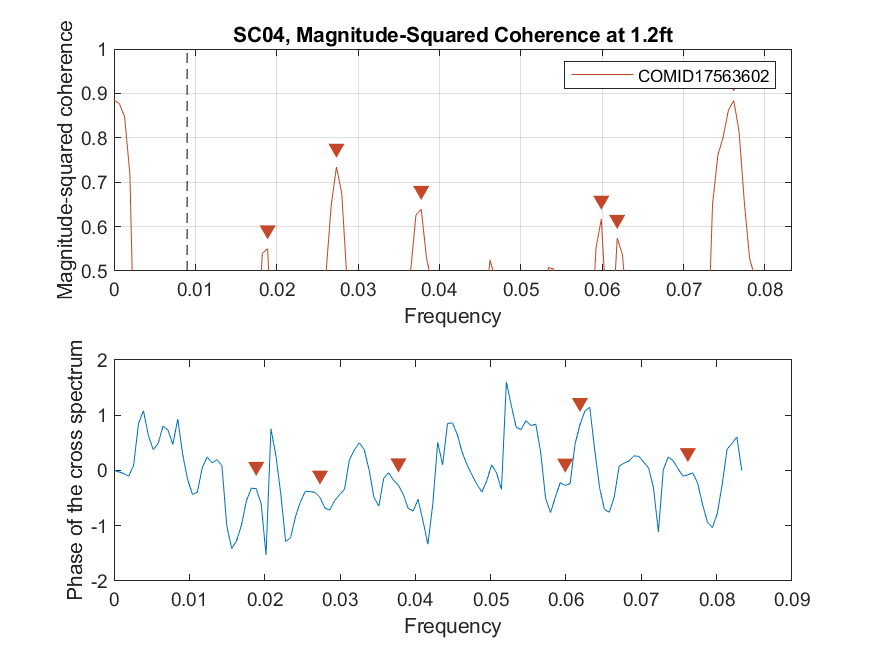 SC04, Magnitude-Squared Coherence at 1.2ft
Magnitude-squared coherence
1
0.9
0.8
0.7
0.6
0.5
COMID17563602
0 0.01 0.02 0.03 0.04 0.05 0.06 0.07 0.08
Frequency
Phase of the cross spectrum
2
1
0
-1
-2
0 0.01 0.02 0.03 0.04 0.05 0.06 0.07 0.08 0.09
Frequency